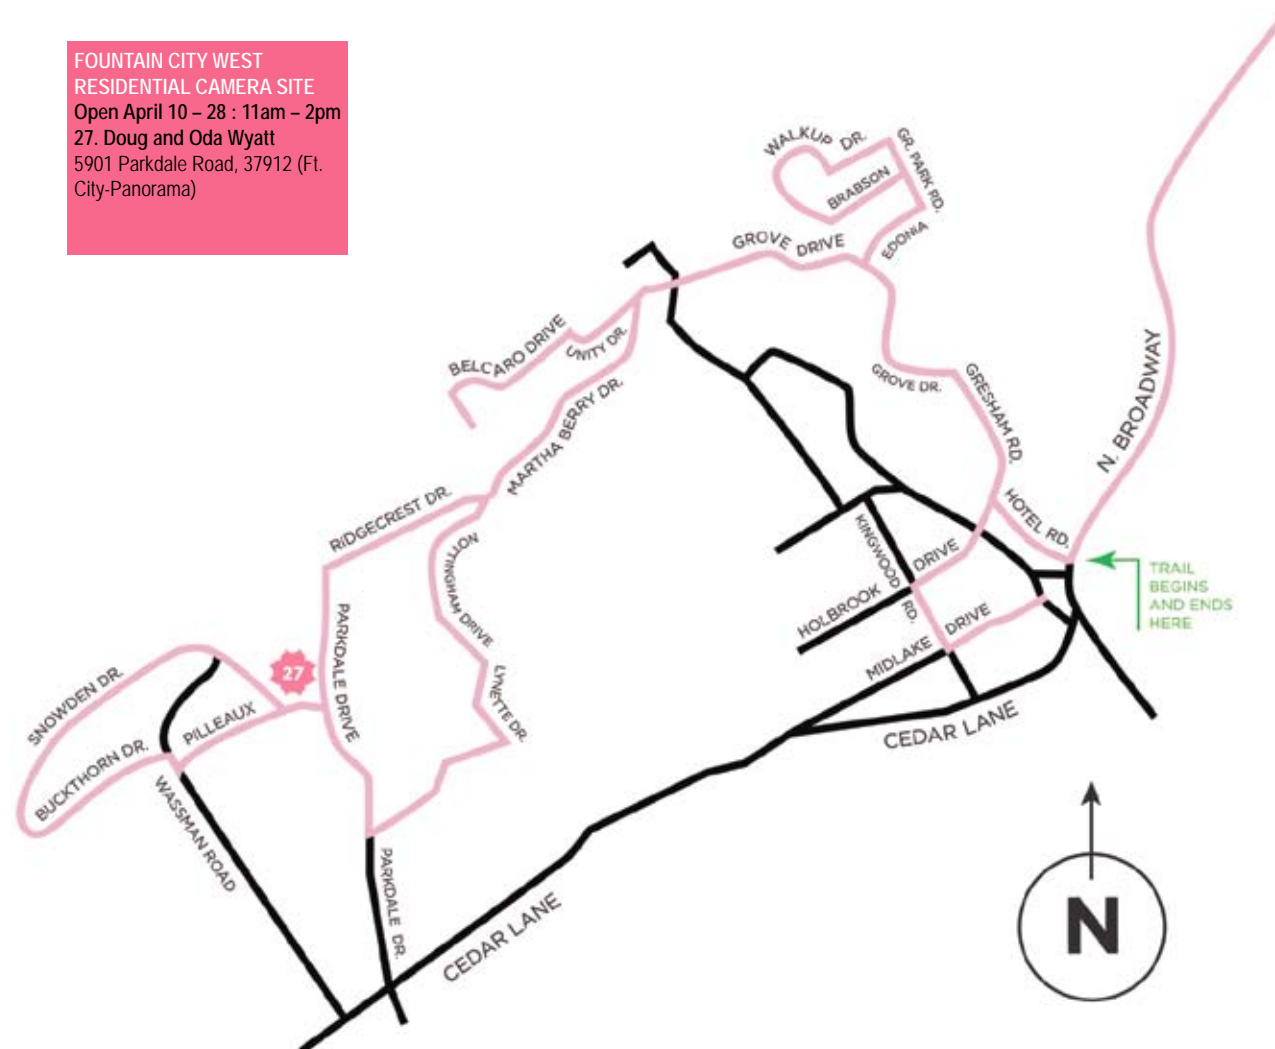 FOUNTAIN CITY WEST
RESIDENTIAL CAMERA SITE
Open April 10 – 28 : 11am – 2pm
27. Doug and Oda Wyatt
5901 Parkdale Road, 37912 (Ft.
City-Panorama)
WALKUP DR.
GR. PARK RD.
BRABSON
EDONIA
GROVE DRIVE
BELCARO DRIVE
UNITY DR.
N. BROADWAY
GROVE DR.
GRESHAM RD.
MARTHA BERRY DR.
RIDGECREST DR.
HOTEL RD.
KINGWOOD RD.
NOTTINGHAM DRIVE
HOLBROOK DRIVE
TRAIL
BEGINS
AND ENDS
HERE
PARKDALE DRIVE
MIDLAKE DRIVE
27
LYNETTE DR.
SNOWDEN DR.
PILLEAUX
CEDAR LANE
BUCKTHORN DR.
WASSMAN ROAD
PARKDALE DR.
CEDAR LANE
N